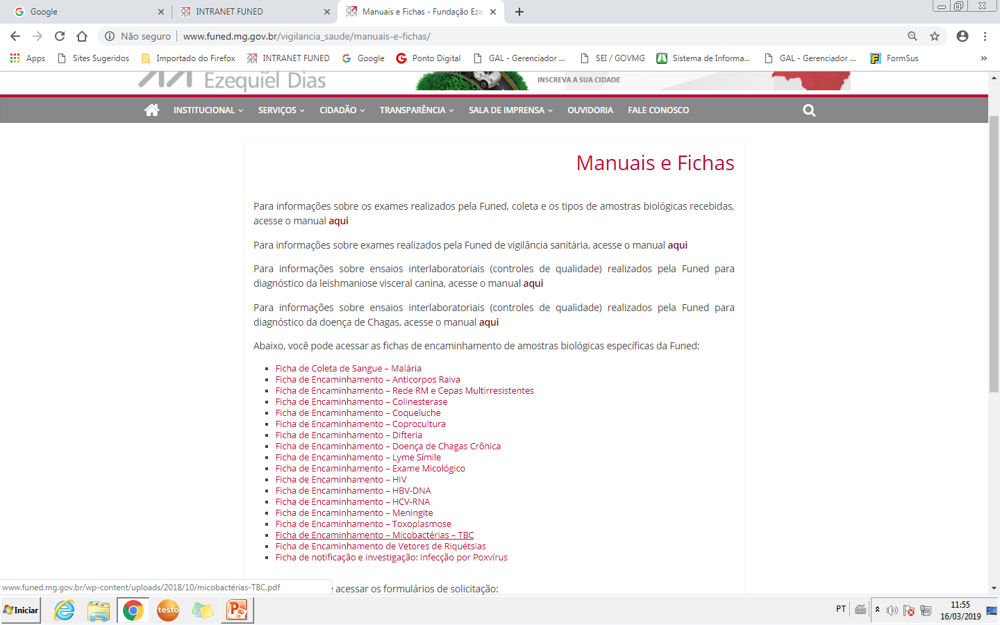 Google
INTRANET FUNED
Manuais e Fichas - Fundação Eze
Não seguro
www.funed.mg.gov.br/vigilancia_saude/manuais-e-fichas/
Apps
Sites Sugeridos
Importado do Firefox
INTRANET FUNED
Google
Ponto Digital
GAL - Gerenciador ...
SEI / GOVMG
Sistema de Informa...
GAL - Gerenciador ...
FormSus
»
Ezequiel Dias
INSCREVA A SUA CIDADE
INSTITUCIONAL
SERVIÇOS
CIDADÃO
TRANSPARÊNCIA
SALA DE IMPRENSA
OUVIDORIA
FALE CONOSCO
Manuais e Fichas
Para informações sobre os exames realizados pela Funed, coleta e os tipos de amostras biológicas recebidas,
acesse o manual aqui
Para informações sobre exames realizados pela Funed de vigilância sanitária, acesse o manual aqui
Para informações sobre ensaios interlaboratoriais (controles de qualidade) realizados pela Funed para
diagnóstico da leishmaniose visceral canina, acesse o manual aqui
Para informações sobre ensaios interlaboratoriais (controles de qualidade) realizados pela Funed para
diagnóstico da doença de Chagas, acesse o manual aqui
Abaixo, você pode acessar as fichas de encaminhamento de amostras biológicas específicas da Funed:
Ficha de Coleta de Sangue – Malária
Ficha de Encaminhamento – Anticorpos Raiva
Ficha de Encaminhamento – Rede RM e Cepas Multirresistentes
Ficha de Encaminhamento – Colinesterase
Ficha de Encaminhamento – Coqueluche
Ficha de Encaminhamento – Coprocultura
Ficha de Encaminhamento – Difteria
Ficha de Encaminhamento – Doença de Chagas Crônica
Ficha de Encaminhamento – Lyme Símile
Ficha de Encaminhamento – Exame Micológico
Ficha de Encaminhamento – HIV
Ficha de Encaminhamento – HBV-DNA
Ficha de Encaminhamento – HCV-RNA
Ficha de Encaminhamento – Meningite
Ficha de Encaminhamento – Toxoplasmose
Ficha de Encaminhamento – Micobactérias – TBC
Ficha de Encaminhamento de Vetores de Riquétsias
Ficha de notificação e investigação: infecção por Poxvírus
www.funed.mg.gov.br/wp-content/uploads/2018/10/micobactérias-TBC.pdf
acessar os formulários de solicitação:
Iniciar
testo
PT
11:55
16/03/2019